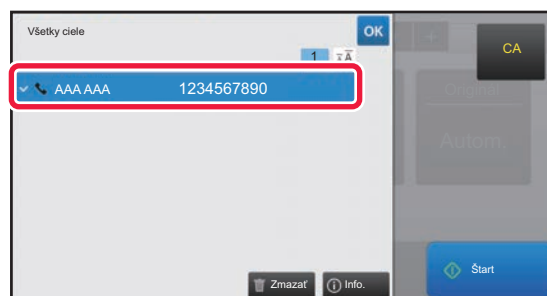 Všetky ciele
OK
1
CA
AAA AAA 1234567890
Originál
Autom.
Zmazať
Info.
Štart